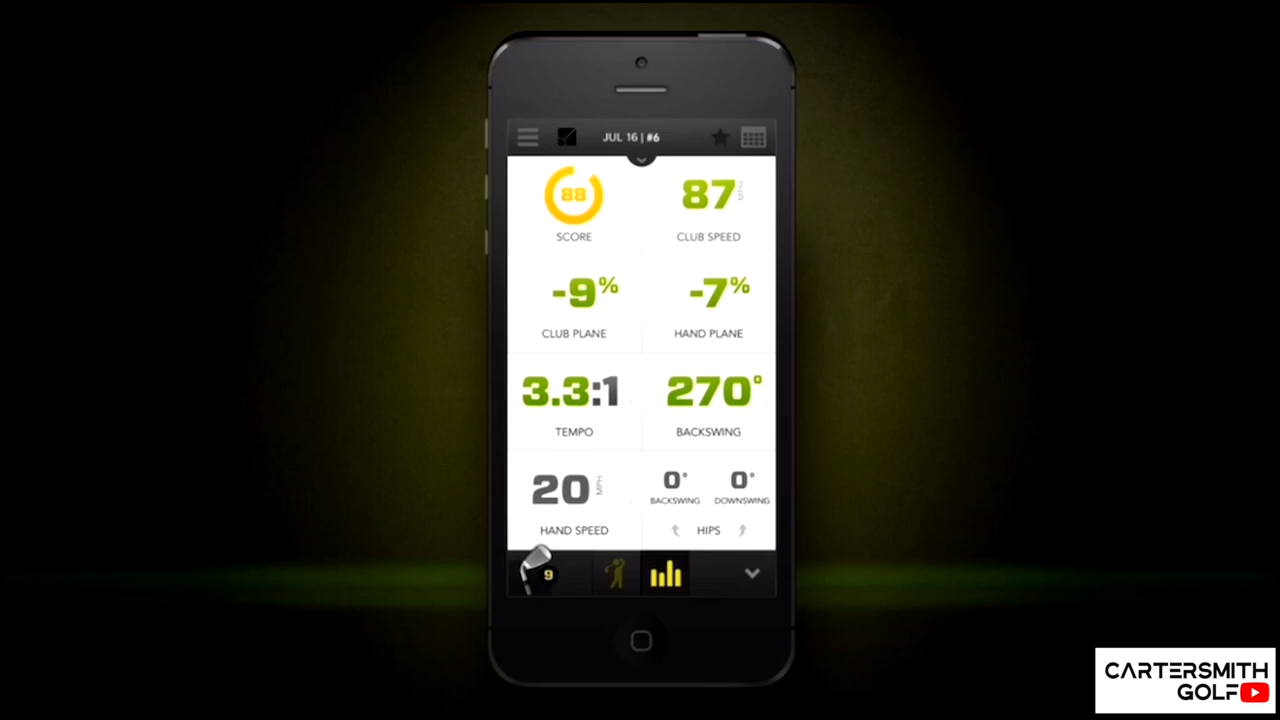 JUL 16 | #6
88
SCORE
87 MPH
CLUB SPEED
-9%
CLUB PLANE
-7%
HAND PLANE
3.3:1
TEMPO
270°
BACKSWING
20 MPH
HAND SPEED
0°
BACKSWING
0°
DOWNSWING
HIPS
9
CARTERSMITH
GOLF